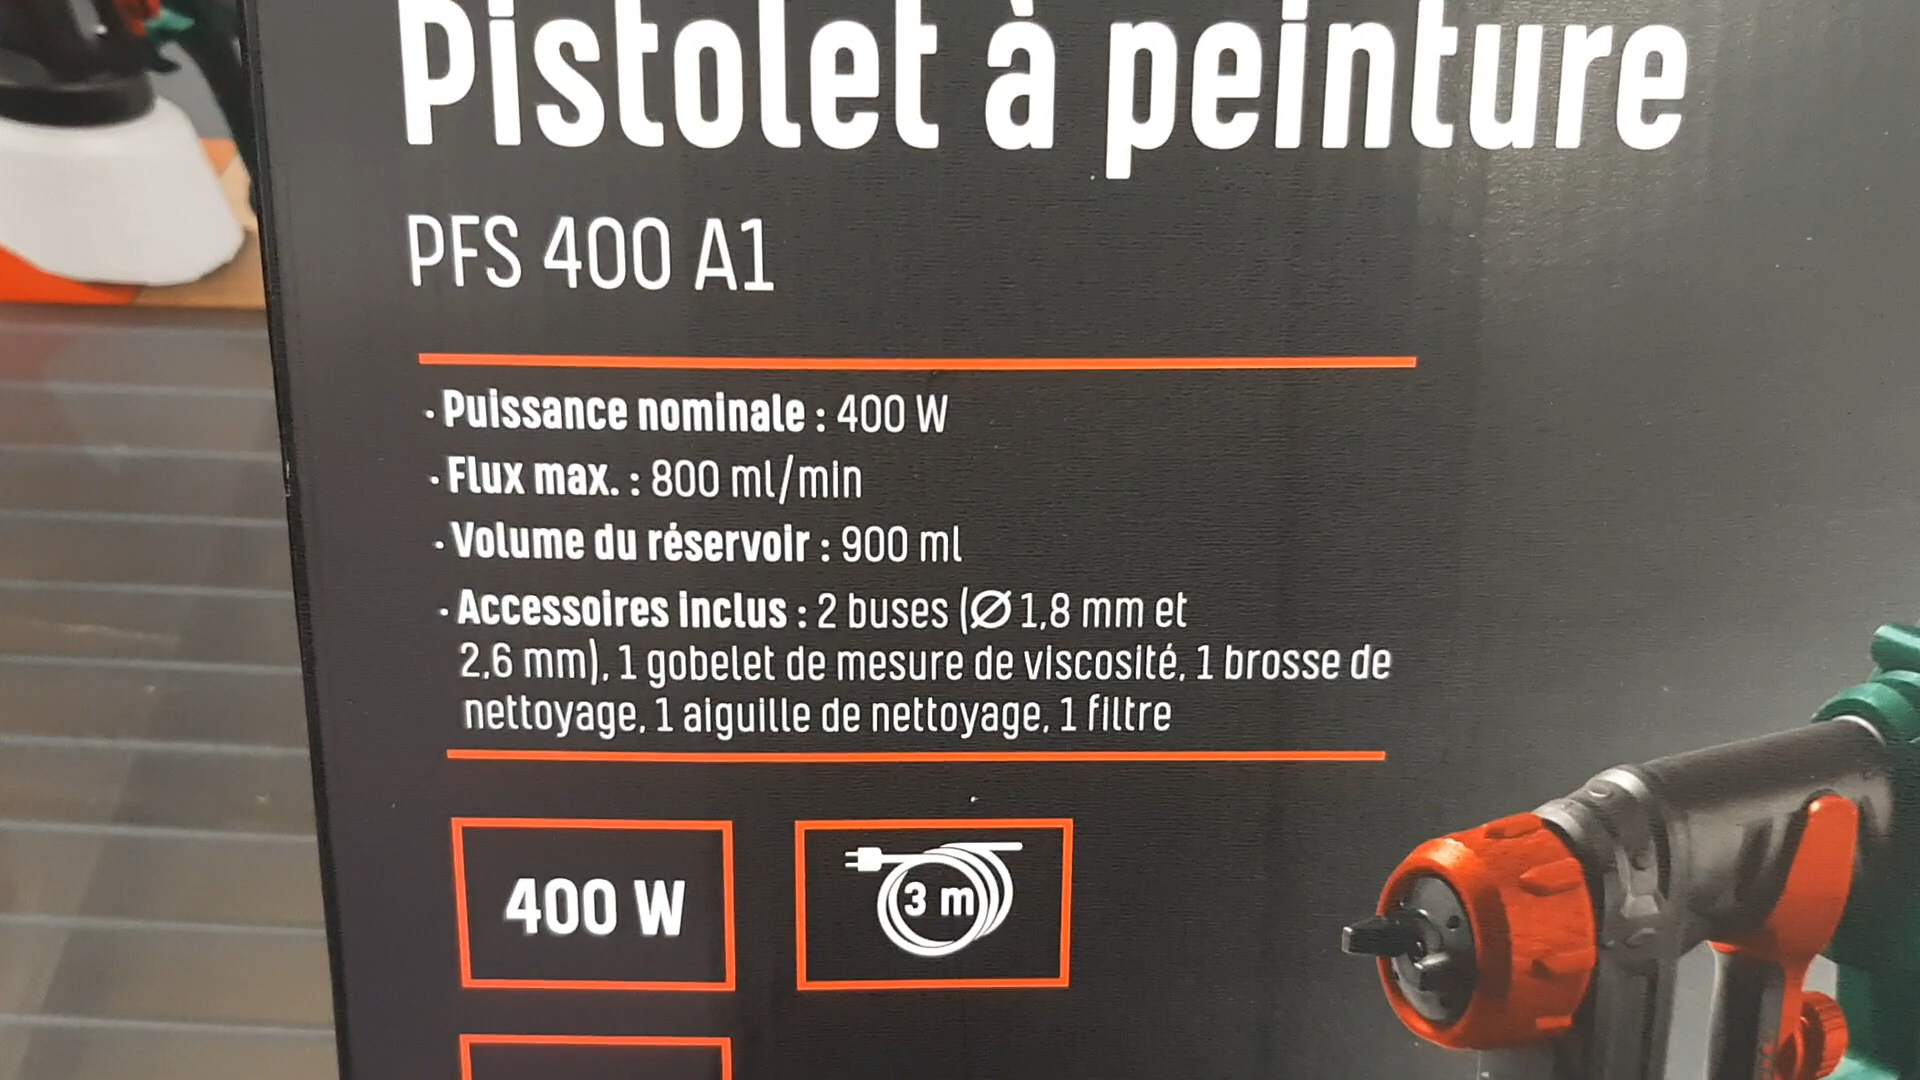 Pistolet à peinture
PFS 400 A1
· Puissance nominale : 400 W
· Flux max. : 800 ml/min
· Volume du réservoir : 900 ml
· Accessoires inclus : 2 buses (Ø 1,8 mm et
2,6 mm), 1 gobelet de mesure de viscosité, 1 brosse de
nettoyage, 1 aiguille de nettoyage, 1 filtre
400 W
3 m